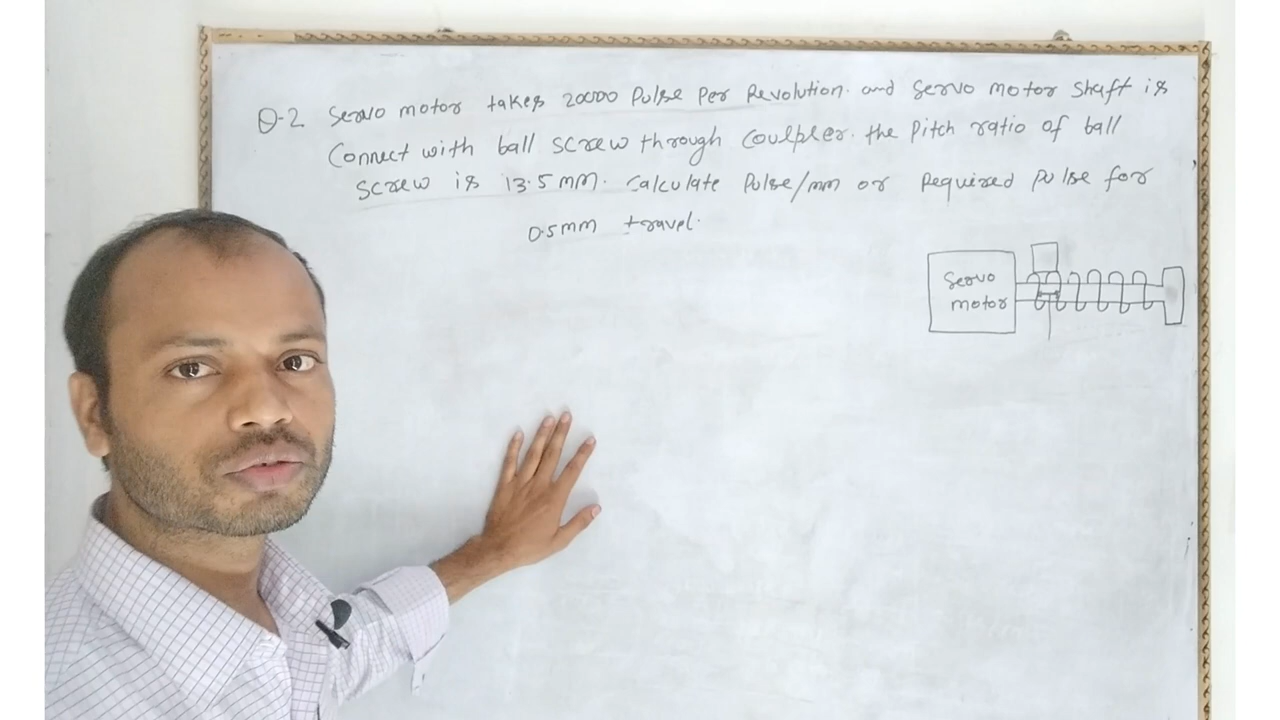 Q-2 Servo motor takes 20000 Pulse Per Revolution. and Servo motor Shaft is
Connect with ball screw through Coulpler. the Pitch ratio of ball
screw is 13.5 mm. Calculate Pulse/mm or Required pulse for
0.5mm travel.
Servo
motor